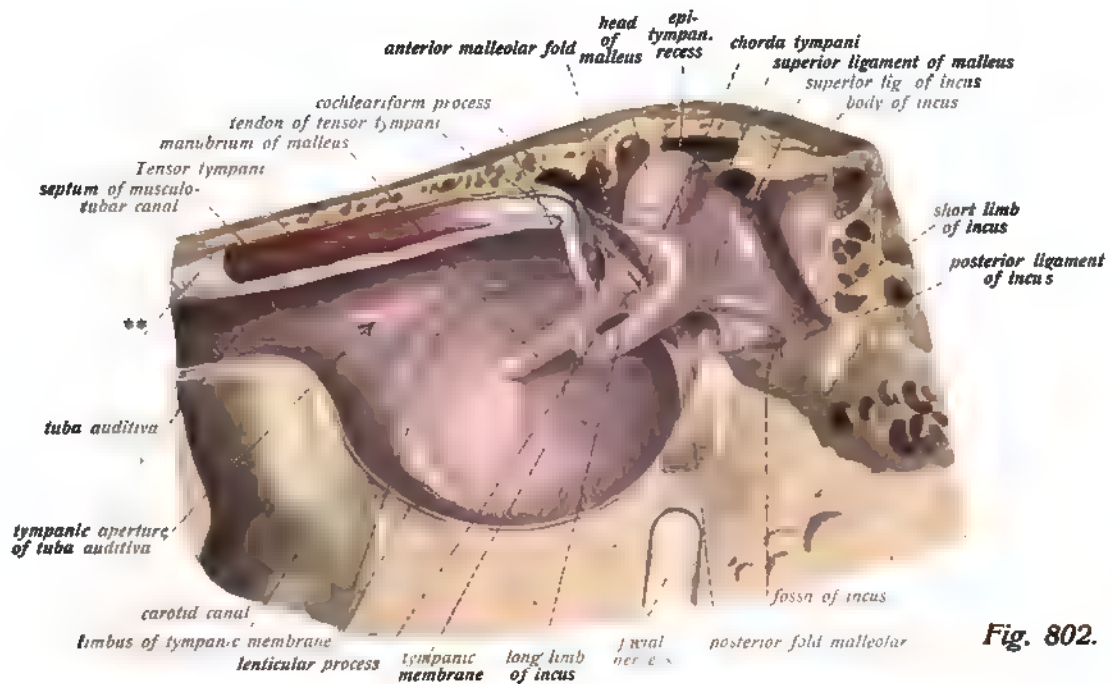 head
of
malleus
epi-
tympan.
recess
anterior malleolar fold
chorda tympani
superior ligament of malleus
superior lig of incus
body of incus
cochleariform process
tendon of tensor tympani
manubrium of malleus
Tensor tympani
septum of musculo-
tubar canal
short limb
of incus
posterior ligament
of incus
**
tuba auditiva
tympanic aperture
of tuba auditiva
carotid canal
limbus of tympanic membrane
lenticular process
tympanic
membrane
long limb
of incus
fossa of incus
posterior fold malleolar
Fig. 802.